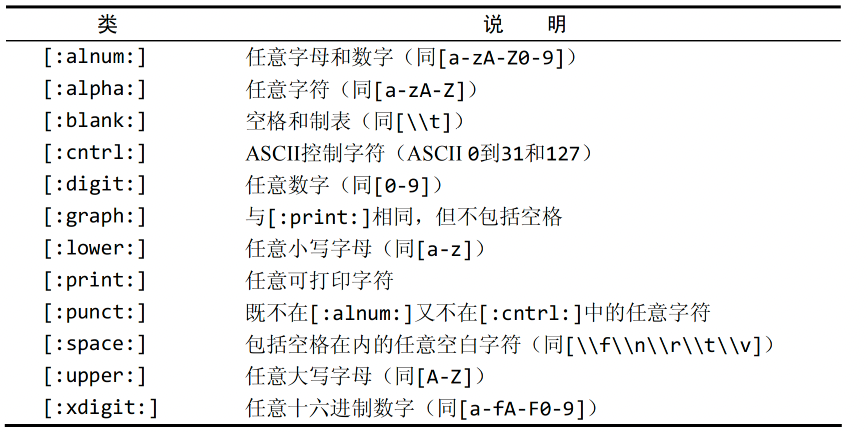 类 说 明
[:alnum:] 任意字母和数字（同[a-zA-Z0-9]）
[:alpha:] 任意字符（同[a-zA-Z]）
[:blank:] 空格和制表（同[\\t]）
[:cntrl:] ASCII控制字符（ASCII 0到31和127）
[:digit:] 任意数字（同[0-9]）
[:graph:] 与[:print:]相同，但不包括空格
[:lower:] 任意小写字母（同[a-z]）
[:print:] 任意可打印字符
[:punct:] 既不在[:alnum:]又不在[:cntrl:]中的任意字符
[:space:] 包括空格在内的任意空白字符（同[\\f\\n\\r\\t\\v]）
[:upper:] 任意大写字母（同[A-Z]）
[:xdigit:] 任意十六进制数字（同[a-fA-F0-9]）